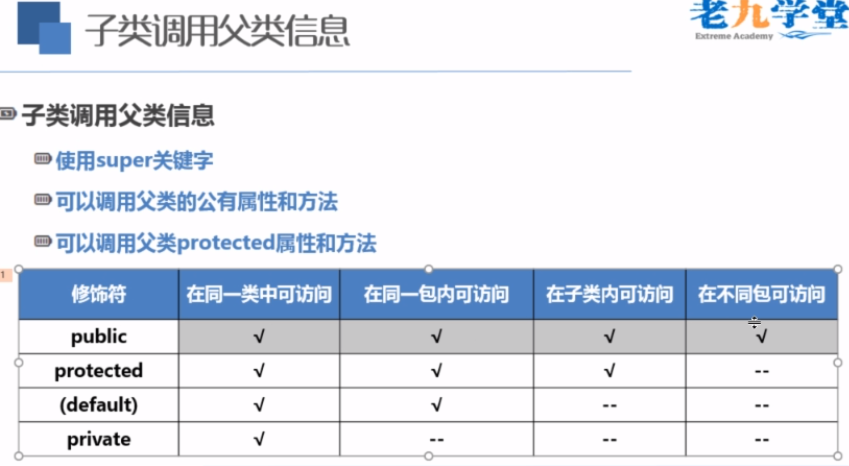 子类调用父类信息
老九学堂
Extreme Academy
子类调用父类信息
使用super关键字
可以调用父类的公有属性和方法
可以调用父类protected属性和方法
1
修饰符 在同一类中可访问 在同一包内可访问 在子类内可访问 在不同包可访问
public √ √ √ √
protected √ √ √ --
(default) √ √ -- --
private √ -- -- --